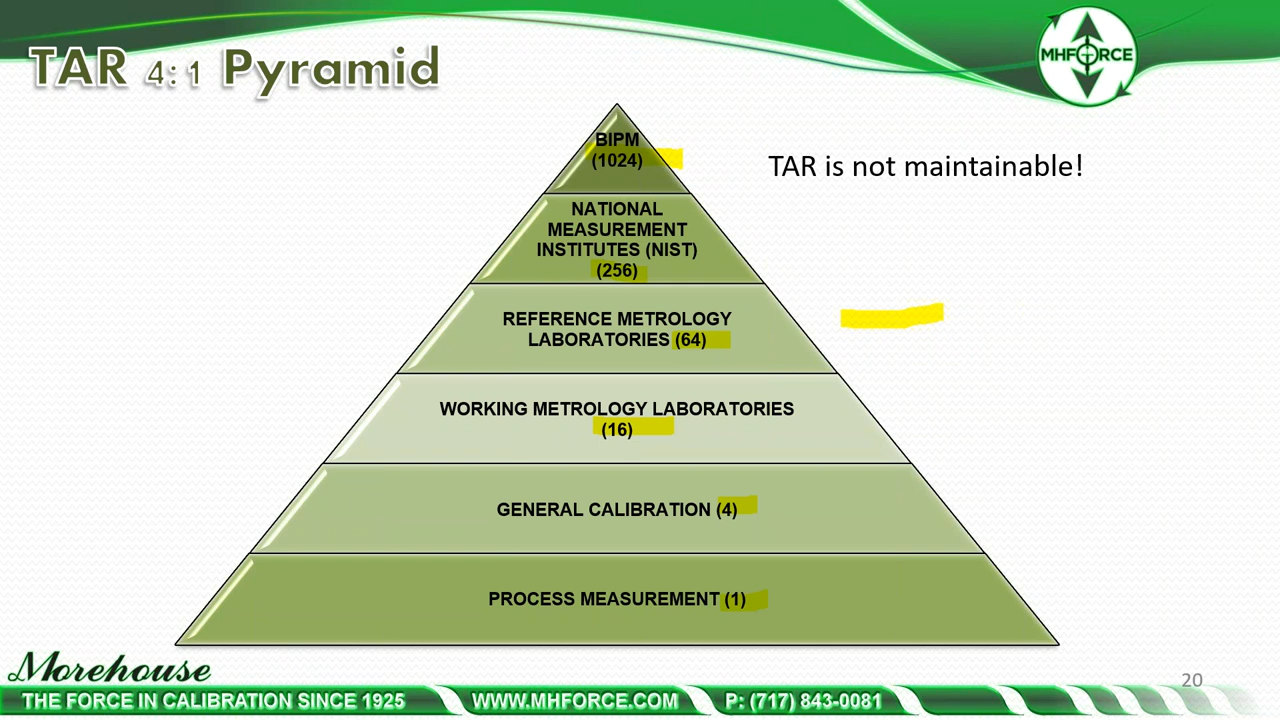 TAR 4:1 Pyramid
MHFORCE
BIPM
(1024)
TAR is not maintainable!
NATIONAL
MEASUREMENT
INSTITUTES (NIST)
(256)
REFERENCE METROLOGY
LABORATORIES (64)
WORKING METROLOGY LABORATORIES
(16)
GENERAL CALIBRATION (4)
PROCESS MEASUREMENT (1)
Morehouse
20
THE FORCE IN CALIBRATION SINCE 1925
WWW.MHFORCE.COM
P: (717) 843-0081